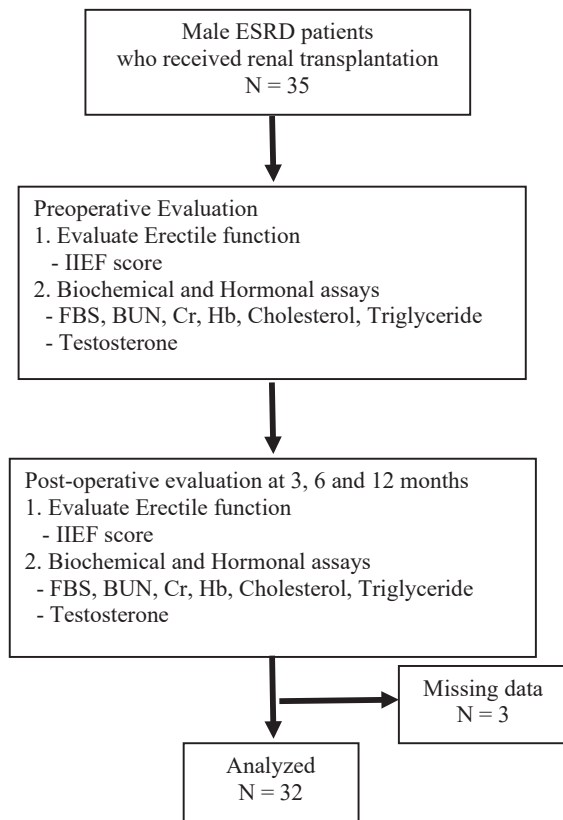 Male ESRD patients
who received renal transplantation
N = 35
Preoperative Evaluation
1. Evaluate Erectile function
- IIEF score
2. Biochemical and Hormonal assays
- FBS, BUN, Cr, Hb, Cholesterol, Triglyceride
- Testosterone
Post-operative evaluation at 3, 6 and 12 months
1. Evaluate Erectile function
- IIEF score
2. Biochemical and Hormonal assays
- FBS, BUN, Cr, Hb, Cholesterol, Triglyceride
- Testosterone
Missing data
N = 3
Analyzed
N = 32